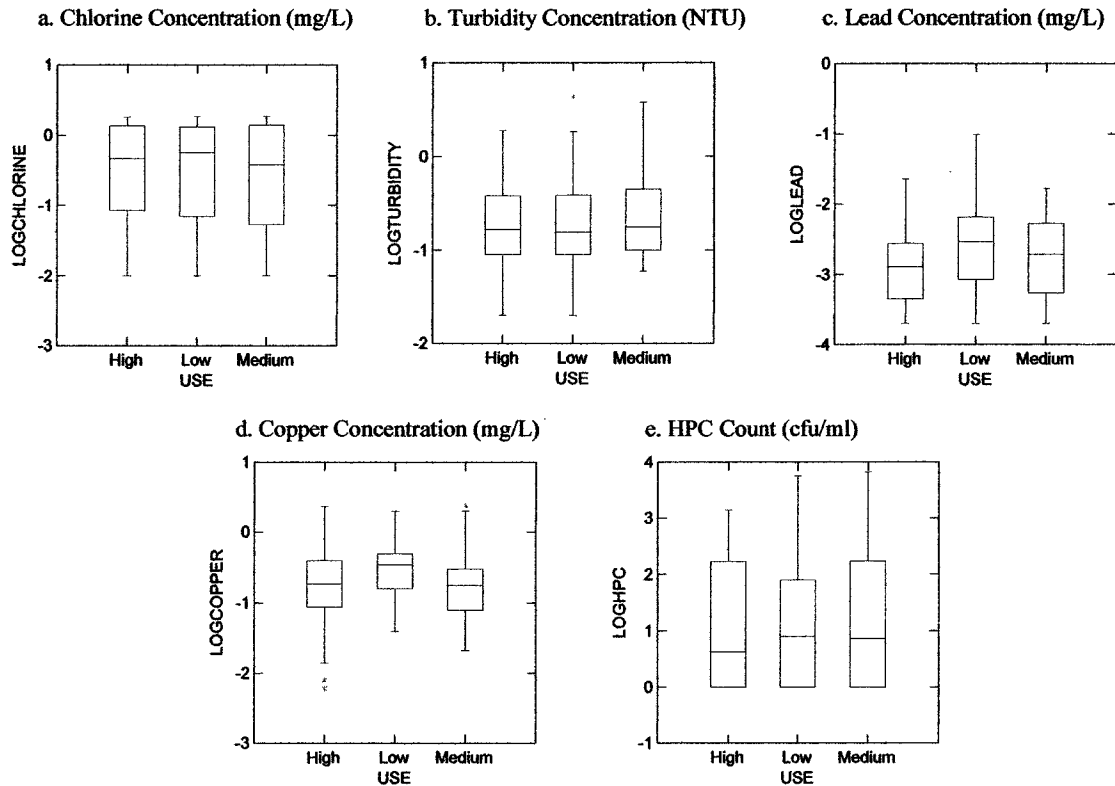 a. Chlorine Concentration (mg/L)
1
0
-1
-2
-3
LOGCHLORINE
High Low Medium
USE
b. Turbidity Concentration (NTU)
1
0
-1
-2
LOGTURBIDITY
High Low Medium
USE
c. Lead Concentration (mg/L)
0
-1
-2
-3
-4
LOGLEAD
High Low Medium
USE
d. Copper Concentration (mg/L)
1
0
-1
-2
-3
LOGCOPPER
High Low Medium
USE
e. HPC Count (cfu/ml)
4
3
2
1
0
-1
LOGHPC
High Low Medium
USE